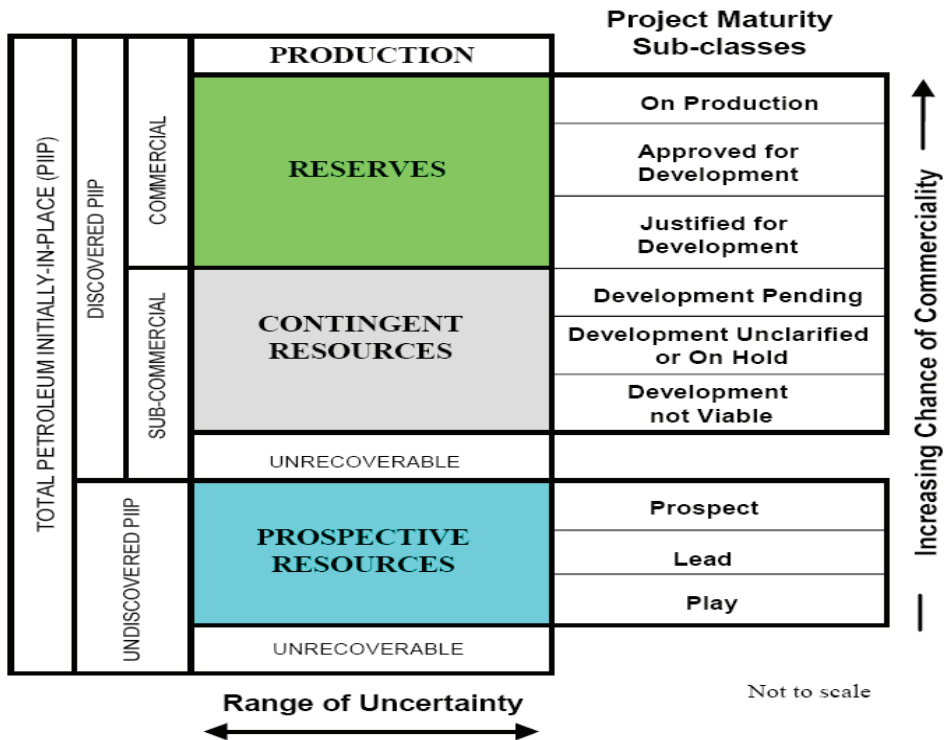 Project Maturity
Sub-classes
PRODUCTION
On Production
RESERVES
Approved for
Development
Justified for
Development
Development Pending
CONTINGENT
RESOURCES
Development Unclarified
or On Hold
Development
not Viable
UNRECOVERABLE
Prospect
PROSPECTIVE
RESOURCES
Lead
Play
UNRECOVERABLE
TOTAL PETROLEUM INITIALLY-IN-PLACE (PIIP)
DISCOVERED PIIP
UNDISCOVERED PIIP
COMMERCIAL
SUB-COMMERCIAL
Increasing Chance of Commerciality
Range of Uncertainty
Not to scale